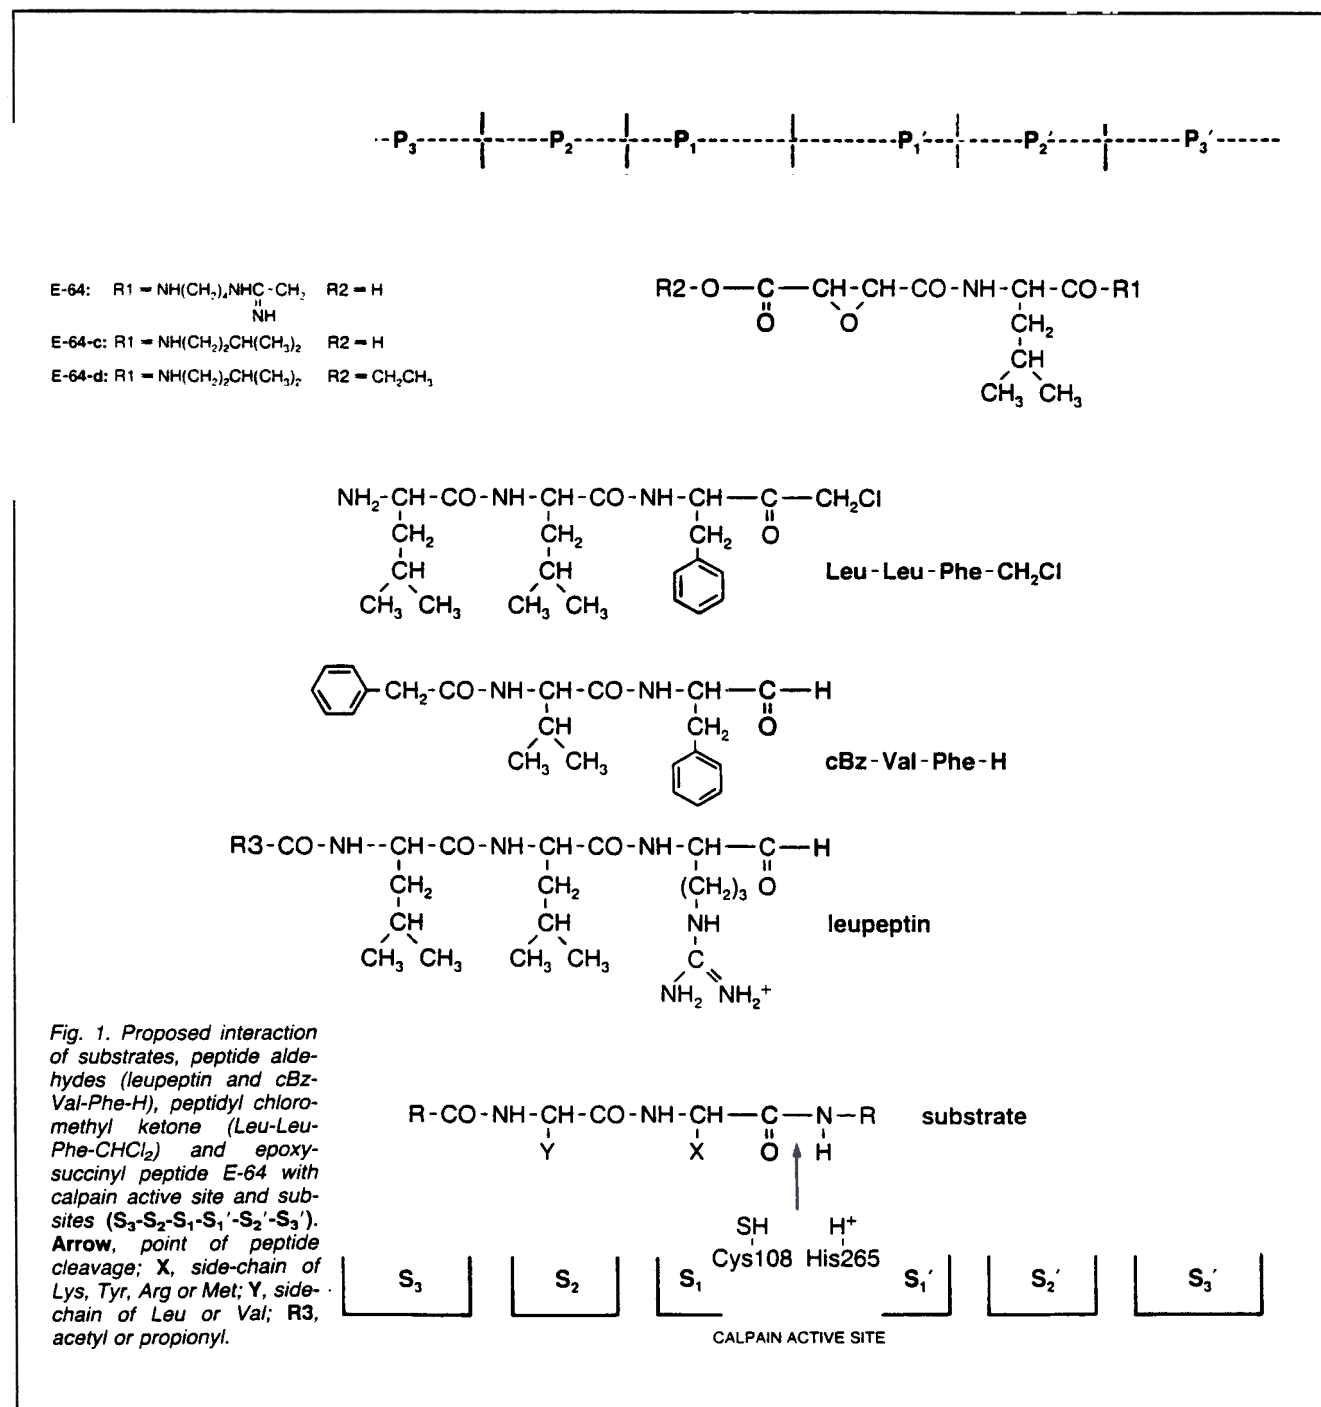 P₃ P₂ P₁ P₁′ P₂′ P₃′
E-64: R1 = NH(CH₂)₄NHC-CH₂ R2 = H
NH
E-64-c: R1 = NH(CH₂)₂CH(CH₃)₂ R2 = H
E-64-d: R1 = NH(CH₂)₂CH(CH₃)₂ R2 = CH₂CH₃
R2-O—C—CH-CH-CO-NH-CH-CO-R1
O O CH₂
CH
CH₃ CH₃
NH₂-CH-CO-NH-CH-CO-NH-CH—C—CH₂Cl
CH₂ CH₂ CH₂ O
CH CH
CH₃ CH₃ CH₃ CH₃
Leu-Leu-Phe-CH₂Cl
CH₂-CO-NH-CH-CO-NH-CH—C—H
CH CH₂ O
CH₃ CH₃
cBz-Val-Phe-H
R3-CO-NH--CH-CO-NH-CH-CO-NH-CH—C—H
CH₂ CH₂ (CH₂)₃ O
CH CH NH
leupeptin
CH₃ CH₃ CH₃ CH₃ C
NH₂ NH₂⁺
Fig. 1. Proposed interaction
of substrates, peptide alde-
hydes (leupeptin and cBz-
Val-Phe-H), peptidyl chloro-
methyl ketone (Leu-Leu-
Phe-CHCl₂) and epoxy-
succinyl peptide E-64 with
calpain active site and sub-
sites (S₃-S₂-S₁-S₁′-S₂′-S₃′).
Arrow, point of peptide
cleavage; X, side-chain of
Lys, Tyr, Arg or Met; Y, side-
chain of Leu or Val; R3,
acetyl or propionyl.
R-CO-NH-CH-CO-NH-CH—C—N—R substrate
Y X O H
SH H⁺
Cys108 His265
S₃ S₂ S₁ S₁′ S₂′ S₃′
CALPAIN ACTIVE SITE